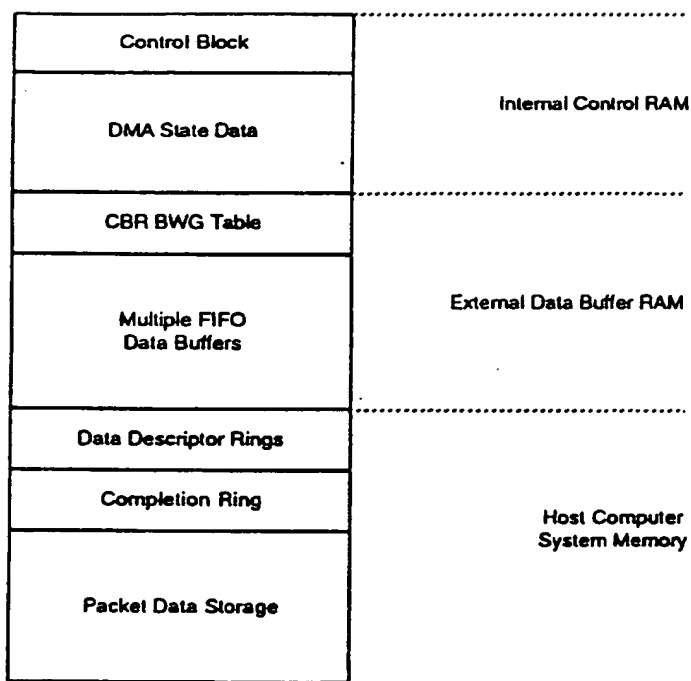 Control Block
DMA State Data
Internal Control RAM
CBR BWG Table
Multiple FIFO
Data Buffers
External Data Buffer RAM
Data Descriptor Rings
Completion Ring
Packet Data Storage
Host Computer
System Memory